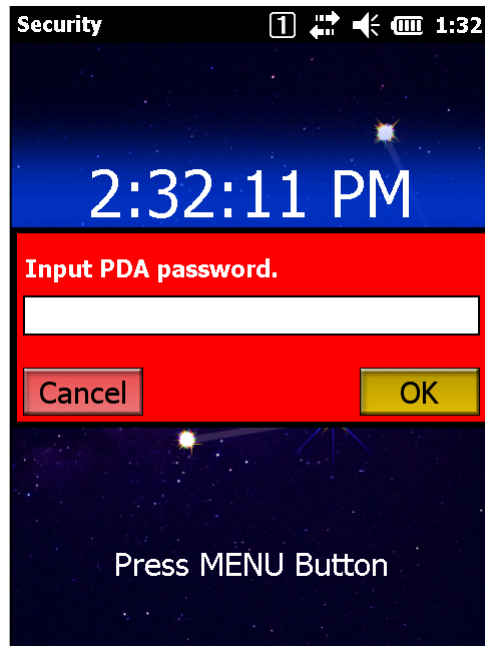 Security 1 1:32
2:32:11 PM
Input PDA password.
Cancel OK
Press MENU Button